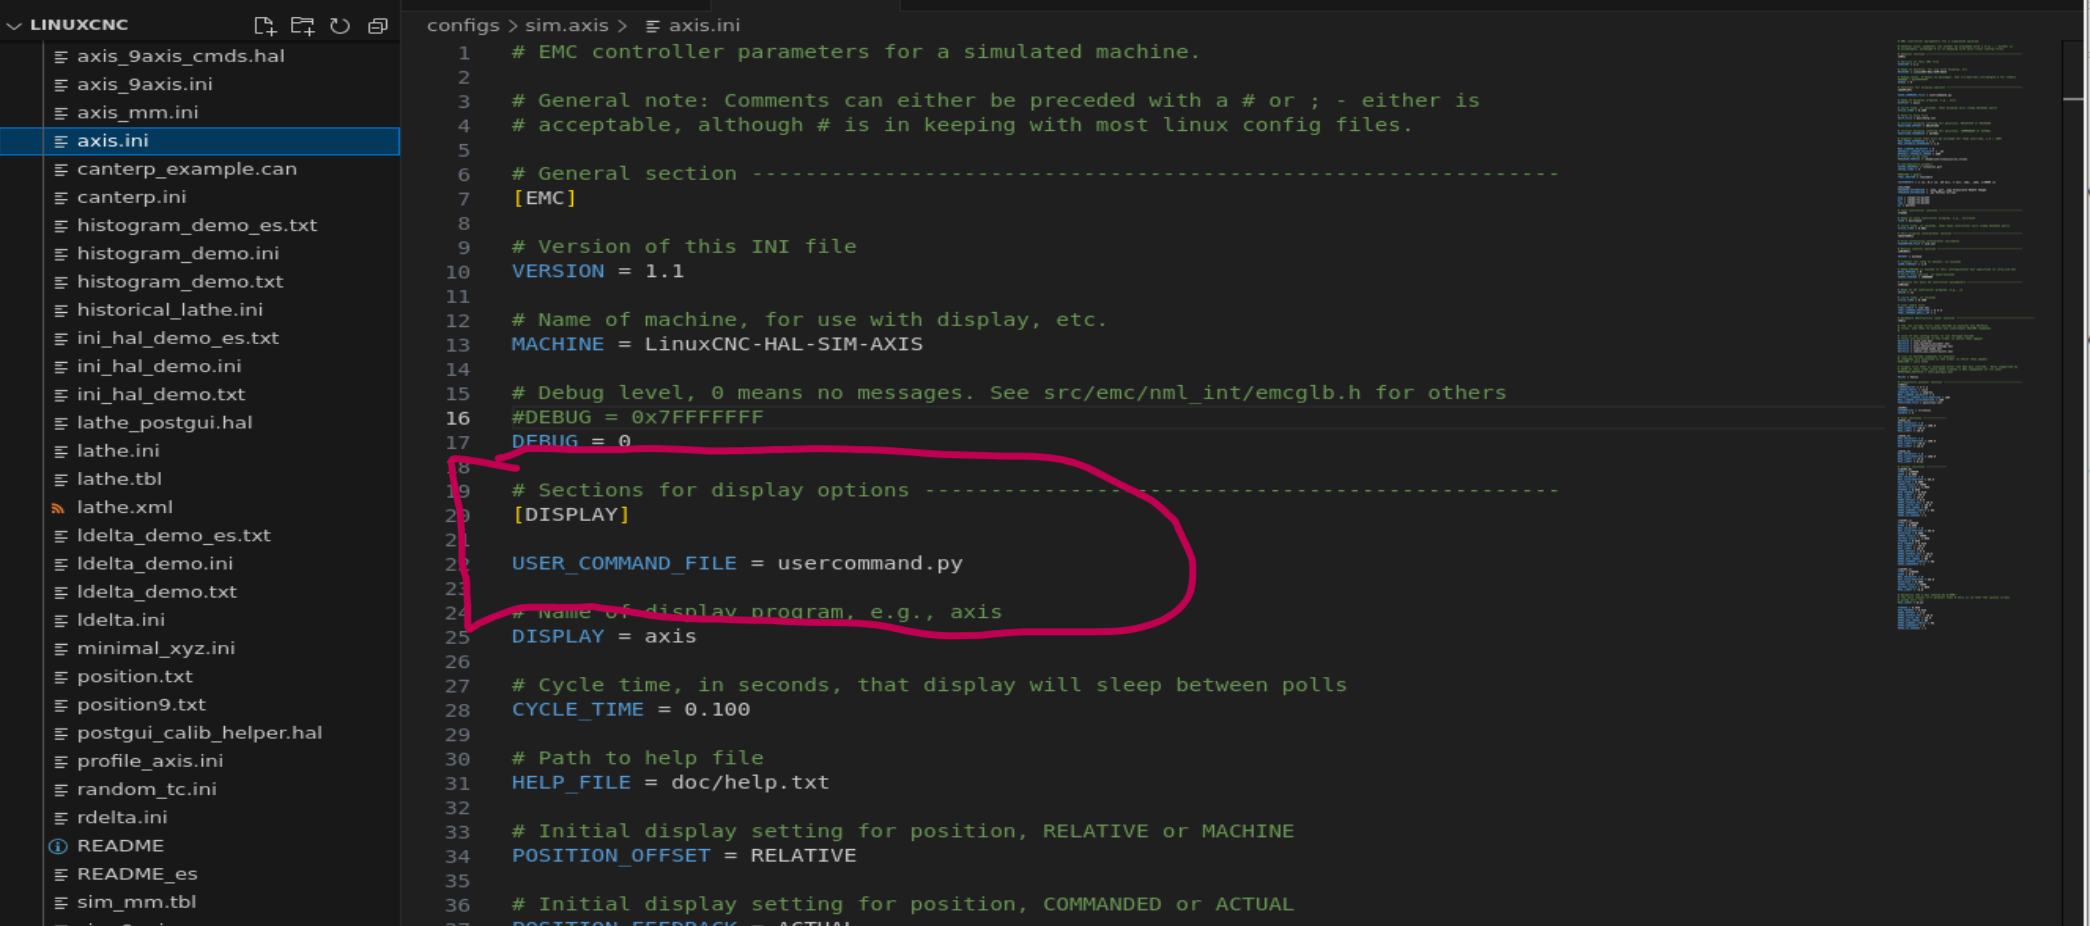 LINUXCNC
axis_9axis_cmds.hal
axis_9axis.ini
axis_mm.ini
axis.ini
canterp_example.can
canterp.ini
histogram_demo_es.txt
histogram_demo.ini
histogram_demo.txt
historical_lathe.ini
ini_hal_demo_es.txt
ini_hal_demo.ini
ini_hal_demo.txt
lathe_postgui.hal
lathe.ini
lathe.tbl
lathe.xml
ldelta_demo_es.txt
ldelta_demo.ini
ldelta_demo.txt
ldelta.ini
minimal_xyz.ini
position.txt
position9.txt
postgui_calib_helper.hal
profile_axis.ini
random_tc.ini
rdelta.ini
README
README_es
sim_mm.tbl
configs > sim.axis > axis.ini
1 # EMC controller parameters for a simulated machine.
2
3 # General note: Comments can either be preceded with a # or ; - either is
4 # acceptable, although # is in keeping with most linux config files.
5
6 # General section -------------------------------------------------------------
7 [EMC]
8
9 # Version of this INI file
10 VERSION = 1.1
11
12 # Name of machine, for use with display, etc.
13 MACHINE = LinuxCNC-HAL-SIM-AXIS
14
15 # Debug level, 0 means no messages. See src/emc/nml_int/emcglb.h for others
16 #DEBUG = 0x7FFFFFFF
17 DEBUG = 0
18
19 # Sections for display options ------------------------------------------------
20 [DISPLAY]
21
22 USER_COMMAND_FILE = usercommand.py
23
24 # Name of display program, e.g., axis
25 DISPLAY = axis
26
27 # Cycle time, in seconds, that display will sleep between polls
28 CYCLE_TIME = 0.100
29
30 # Path to help file
31 HELP_FILE = doc/help.txt
32
33 # Initial display setting for position, RELATIVE or MACHINE
34 POSITION_OFFSET = RELATIVE
35
36 # Initial display setting for position, COMMANDED or ACTUAL
37 POSITION_FEEDBACK = ACTUAL